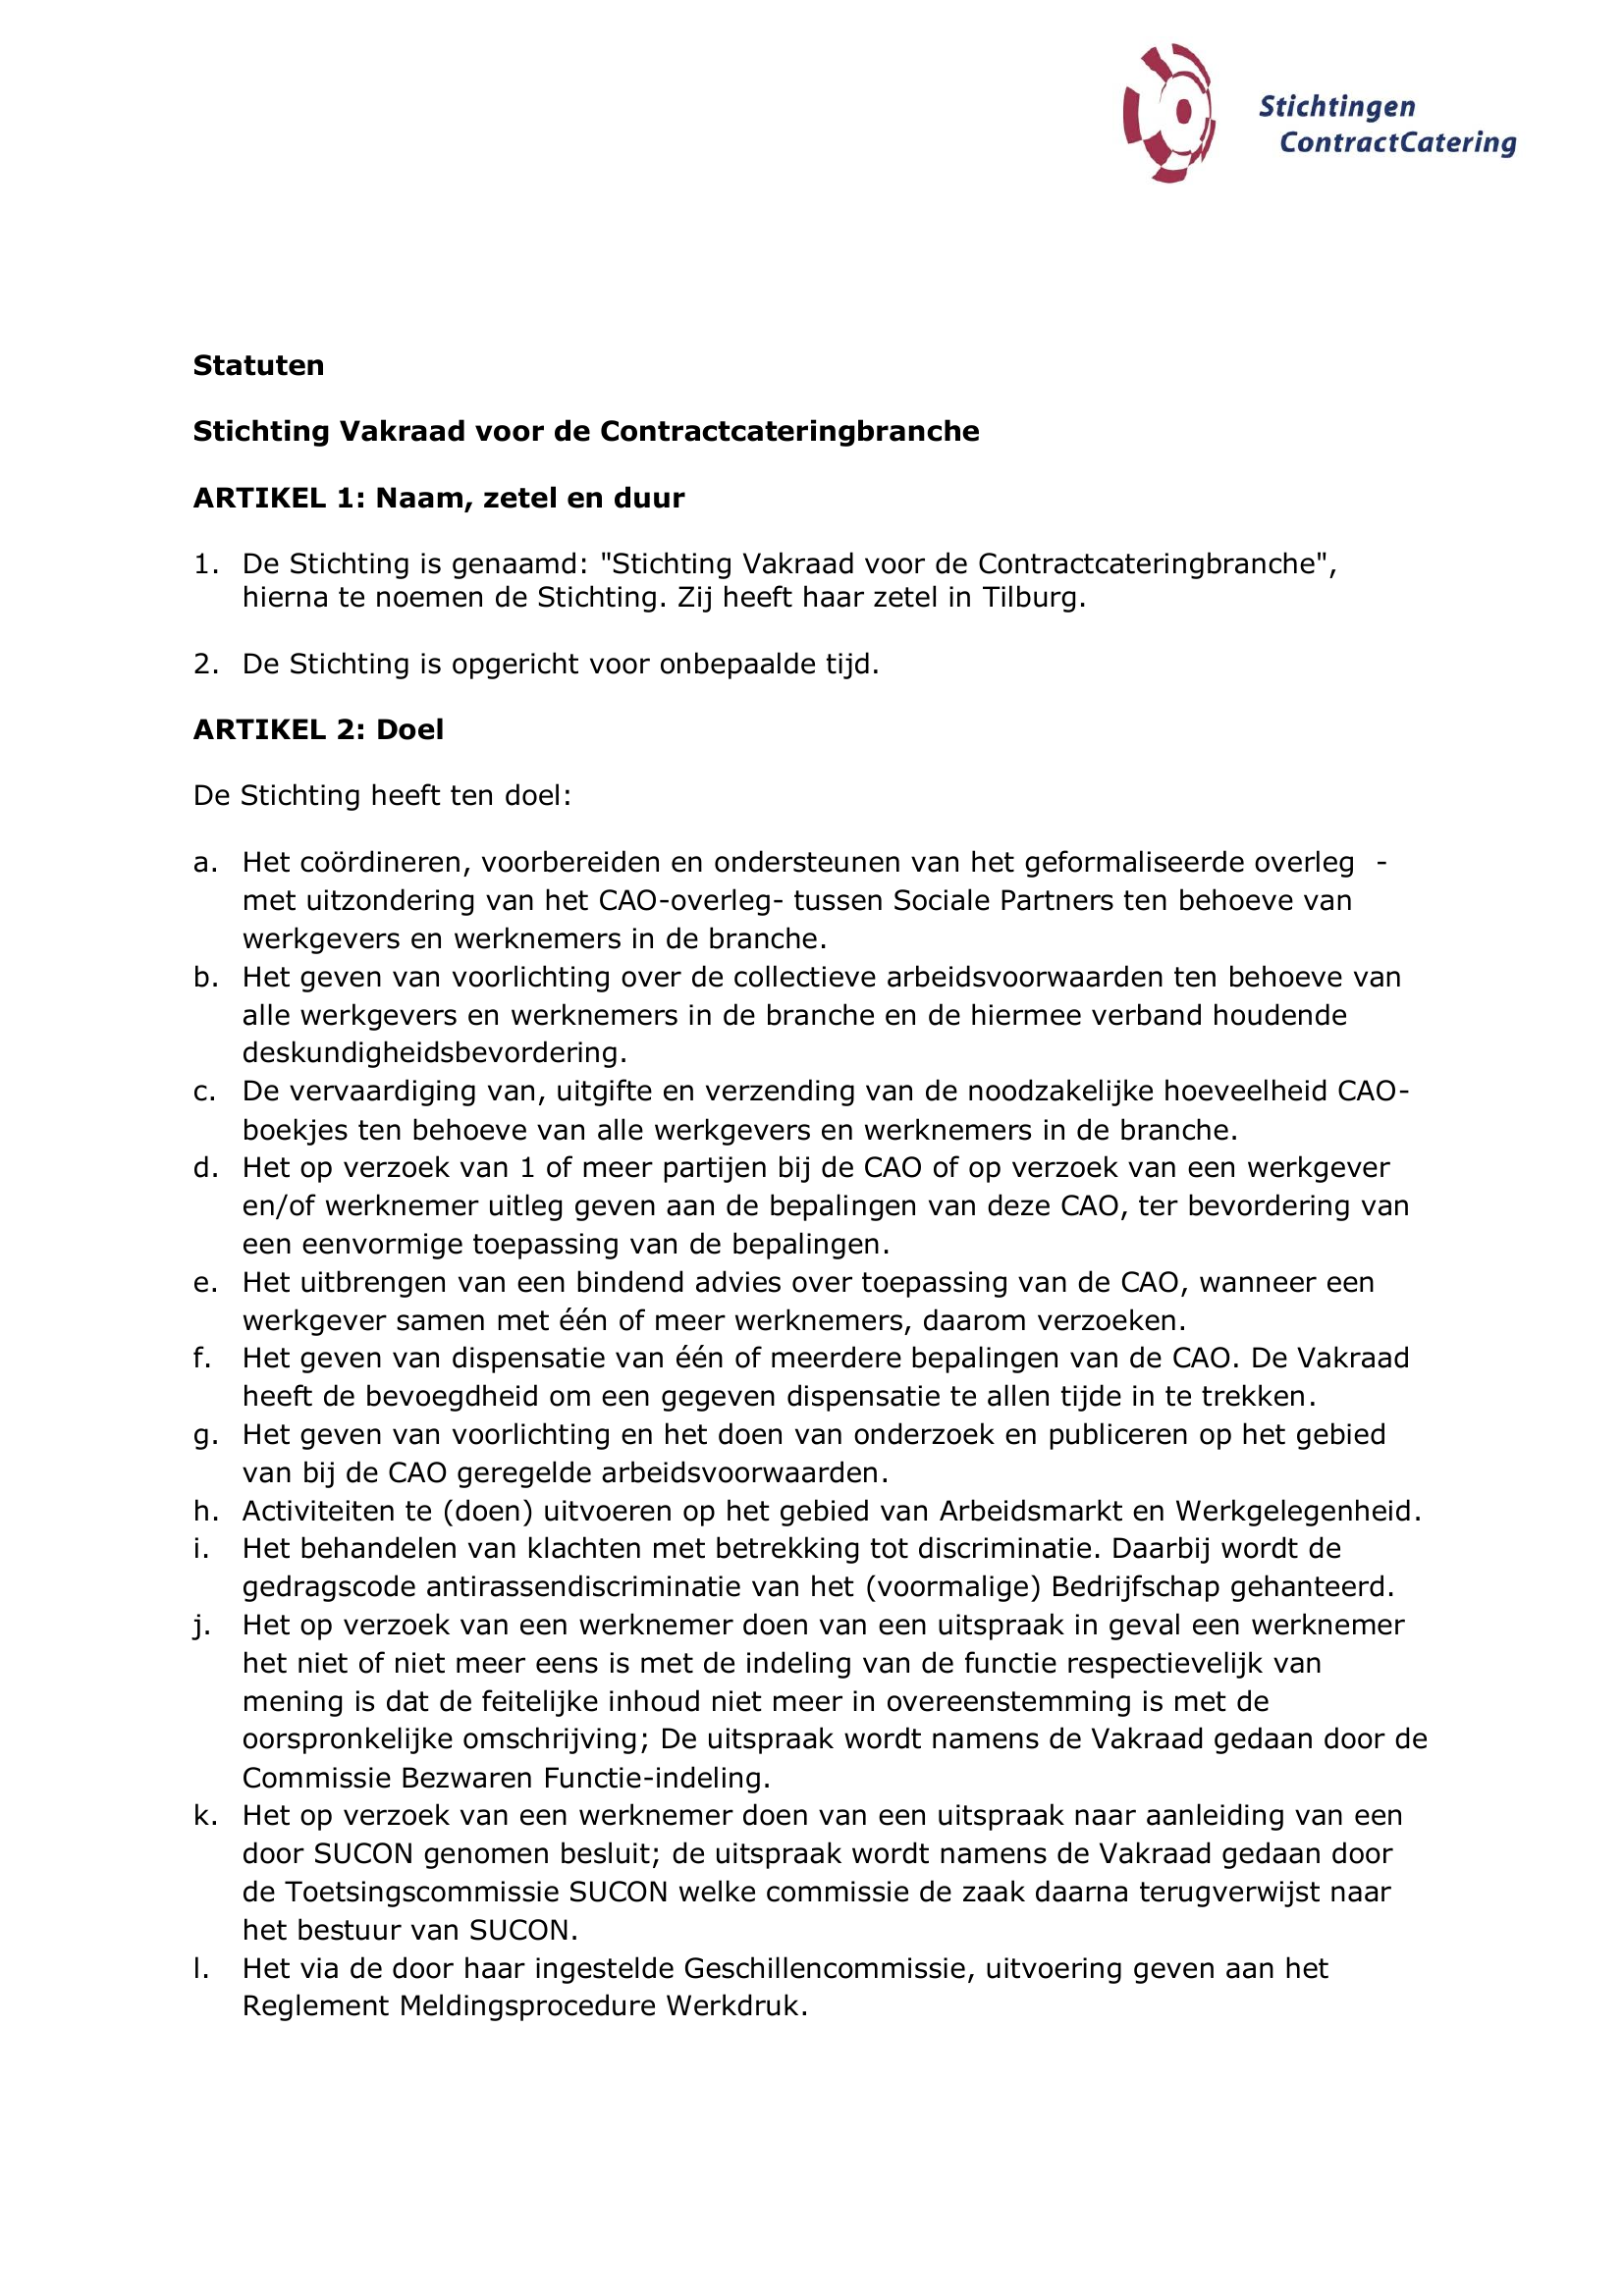 Stichtingen
ContractCatering
Statuten
Stichting Vakraad voor de Contractcateringbranche
ARTIKEL 1: Naam, zetel en duur
1. De Stichting is genaamd: "Stichting Vakraad voor de Contractcateringbranche",
hierna te noemen de Stichting. Zij heeft haar zetel in Tilburg.
2. De Stichting is opgericht voor onbepaalde tijd.
ARTIKEL 2: Doel
De Stichting heeft ten doel:
a. Het coördineren, voorbereiden en ondersteunen van het geformaliseerde overleg -
met uitzondering van het CAO-overleg- tussen Sociale Partners ten behoeve van
werkgevers en werknemers in de branche.
b. Het geven van voorlichting over de collectieve arbeidsvoorwaarden ten behoeve van
alle werkgevers en werknemers in de branche en de hiermee verband houdende
deskundigheidsbevordering.
c. De vervaardiging van, uitgifte en verzending van de noodzakelijke hoeveelheid CAO-
boekjes ten behoeve van alle werkgevers en werknemers in de branche.
d. Het op verzoek van 1 of meer partijen bij de CAO of op verzoek van een werkgever
en/of werknemer uitleg geven aan de bepalingen van deze CAO, ter bevordering van
een eenvormige toepassing van de bepalingen.
e. Het uitbrengen van een bindend advies over toepassing van de CAO, wanneer een
werkgever samen met één of meer werknemers, daarom verzoeken.
f. Het geven van dispensatie van één of meerdere bepalingen van de CAO. De Vakraad
heeft de bevoegdheid om een gegeven dispensatie te allen tijde in te trekken.
g. Het geven van voorlichting en het doen van onderzoek en publiceren op het gebied
van bij de CAO geregelde arbeidsvoorwaarden.
h. Activiteiten te (doen) uitvoeren op het gebied van Arbeidsmarkt en Werkgelegenheid.
i. Het behandelen van klachten met betrekking tot discriminatie. Daarbij wordt de
gedragscode antirassendiscriminatie van het (voormalige) Bedrijfschap gehanteerd.
j. Het op verzoek van een werknemer doen van een uitspraak in geval een werknemer
het niet of niet meer eens is met de indeling van de functie respectievelijk van
mening is dat de feitelijke inhoud niet meer in overeenstemming is met de
oorspronkelijke omschrijving; De uitspraak wordt namens de Vakraad gedaan door de
Commissie Bezwaren Functie-indeling.
k. Het op verzoek van een werknemer doen van een uitspraak naar aanleiding van een
door SUCON genomen besluit; de uitspraak wordt namens de Vakraad gedaan door
de Toetsingscommissie SUCON welke commissie de zaak daarna terugverwijst naar
het bestuur van SUCON.
l. Het via de door haar ingestelde Geschillencommissie, uitvoering geven aan het
Reglement Meldingsprocedure Werkdruk.